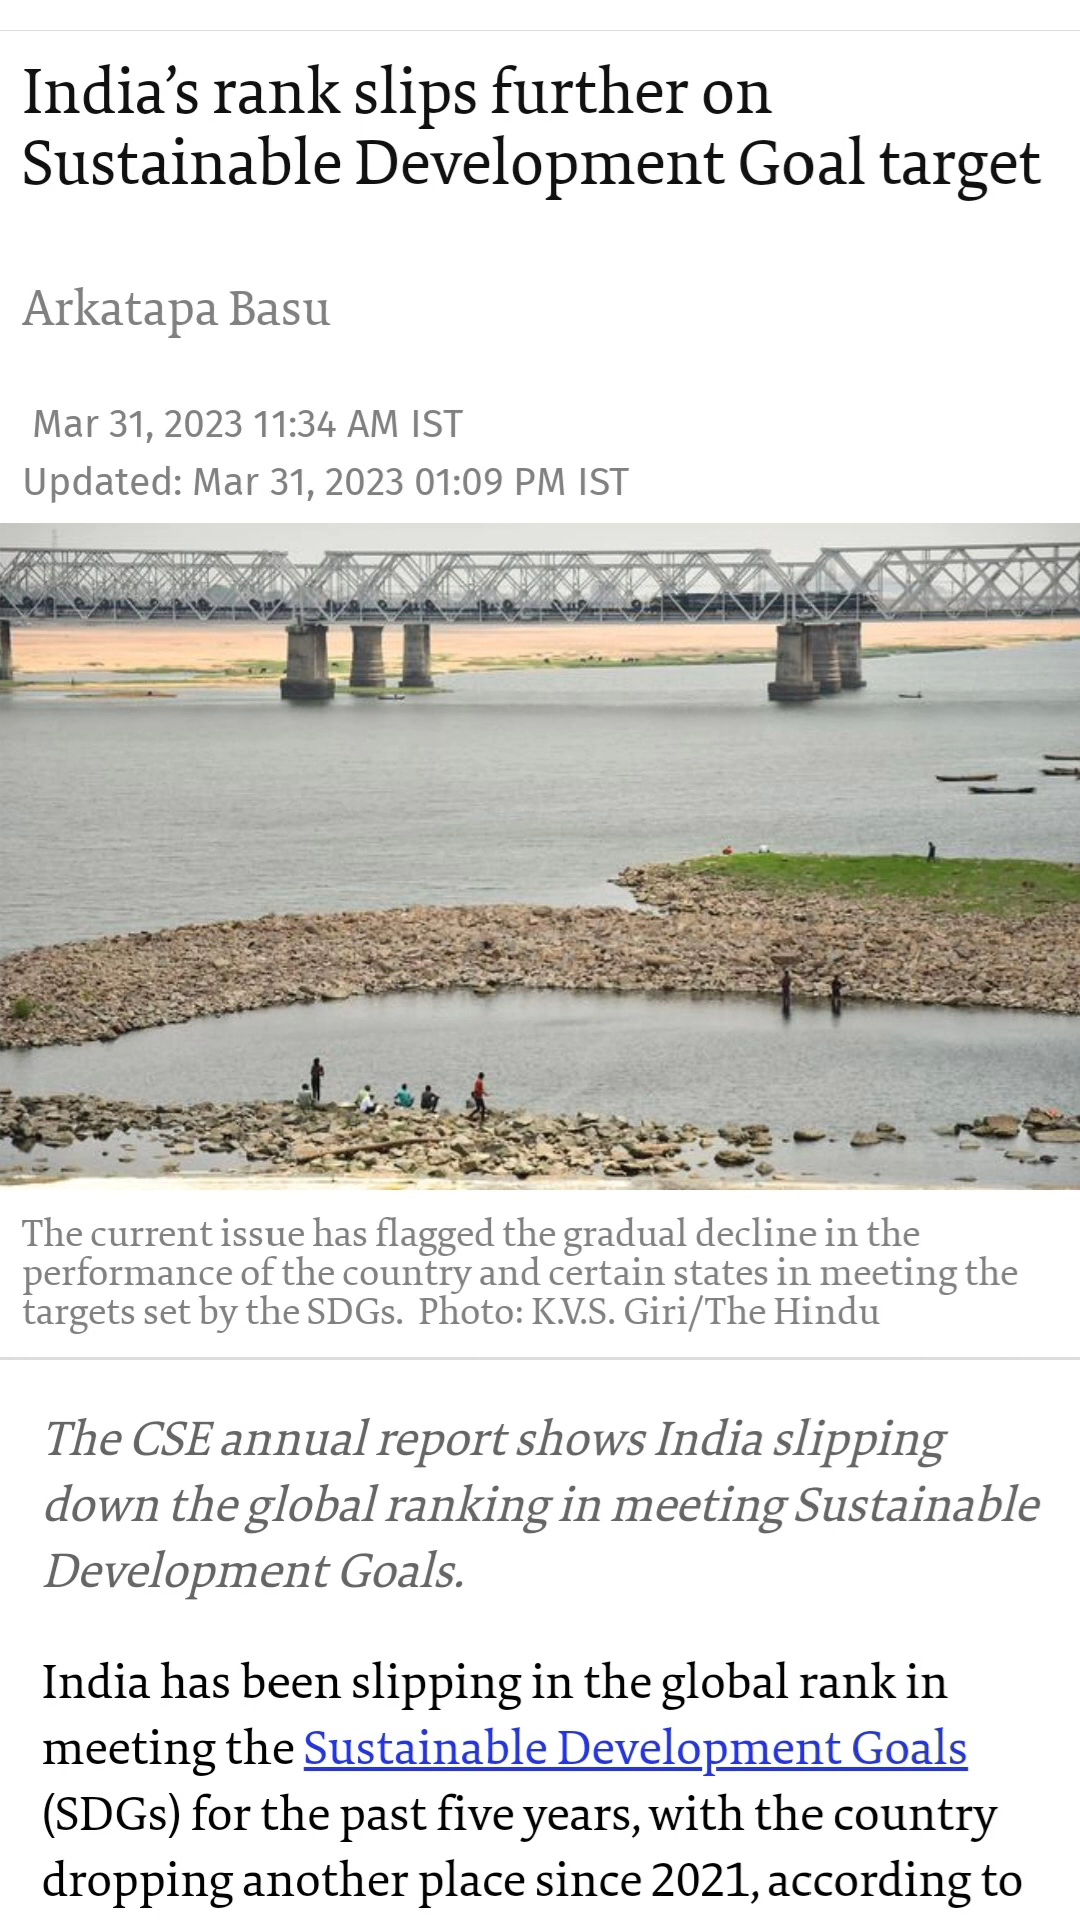 India’s rank slips further on
Sustainable Development Goal target
Arkatapa Basu
Mar 31, 2023 11:34 AM IST
Updated: Mar 31, 2023 01:09 PM IST
The current issue has flagged the gradual decline in the
performance of the country and certain states in meeting the
targets set by the SDGs.  Photo: K.V.S. Giri/The Hindu
The CSE annual report shows India slipping
down the global ranking in meeting Sustainable
Development Goals.
India has been slipping in the global rank in
meeting the Sustainable Development Goals
(SDGs) for the past five years, with the country
dropping another place since 2021, according to